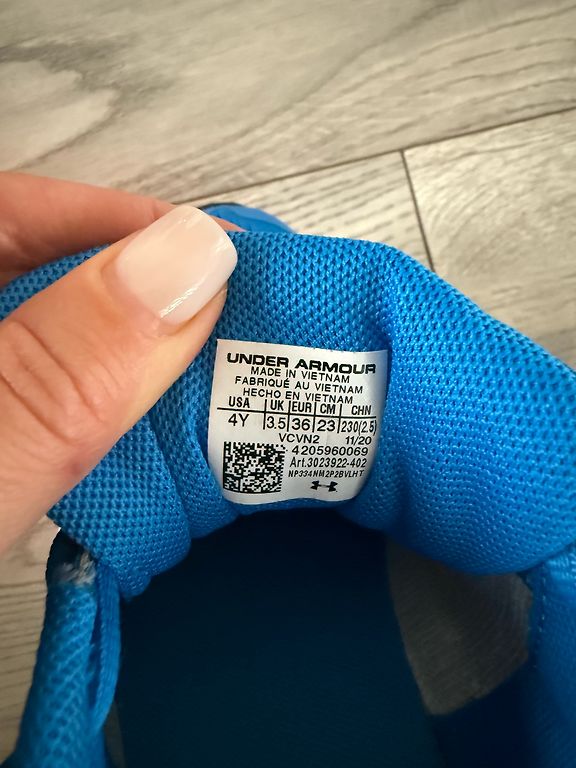 UNDER ARMOUR
MADE IN VIETNAM
FABRIQUÉ AU VIETNAM
HECHO EN VIETNAM
USA UK EUR CM CHN
4Y 3.5 36 23 230(2.5)
VCVN2 11/20
4205960069
Art.3023922-402
NP334NM2P2BVLHT